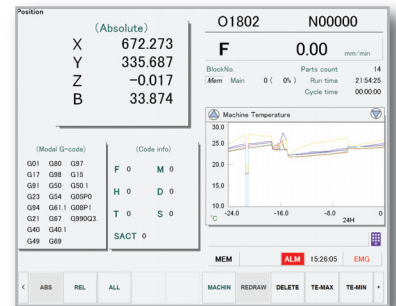 Position
(Absolute)
X 672.273
Y 335.687
Z -0.017
B 33.874
O1802 N00000
F 0.00 mm/min
BlockNo. Parts count 14
Mem Main 0 ( 0% ) Run time 21:54:25
Cycle time 00:00:00
Machine Temperature
30.0
25.0
20.0
15.0
10.0
°C -24.0 -16.0 -8.0 0
24H
(Modal G-code) (Code info)
G01 G80 G97
G17 G98 G15
G91 G50 G50.1
G23 G54 G05P0
G94 G61.1 G08P1
G21 G67 G990Q3.
G40 G40.1
G49 G69
F 0 M 0
H 0 D 0
T 0 S 0
SACT 0
MEM ALM 15:26:05 EMG
< ABS REL ALL MACHIN REDRAW DELETE TE-MAX TE-MIN +